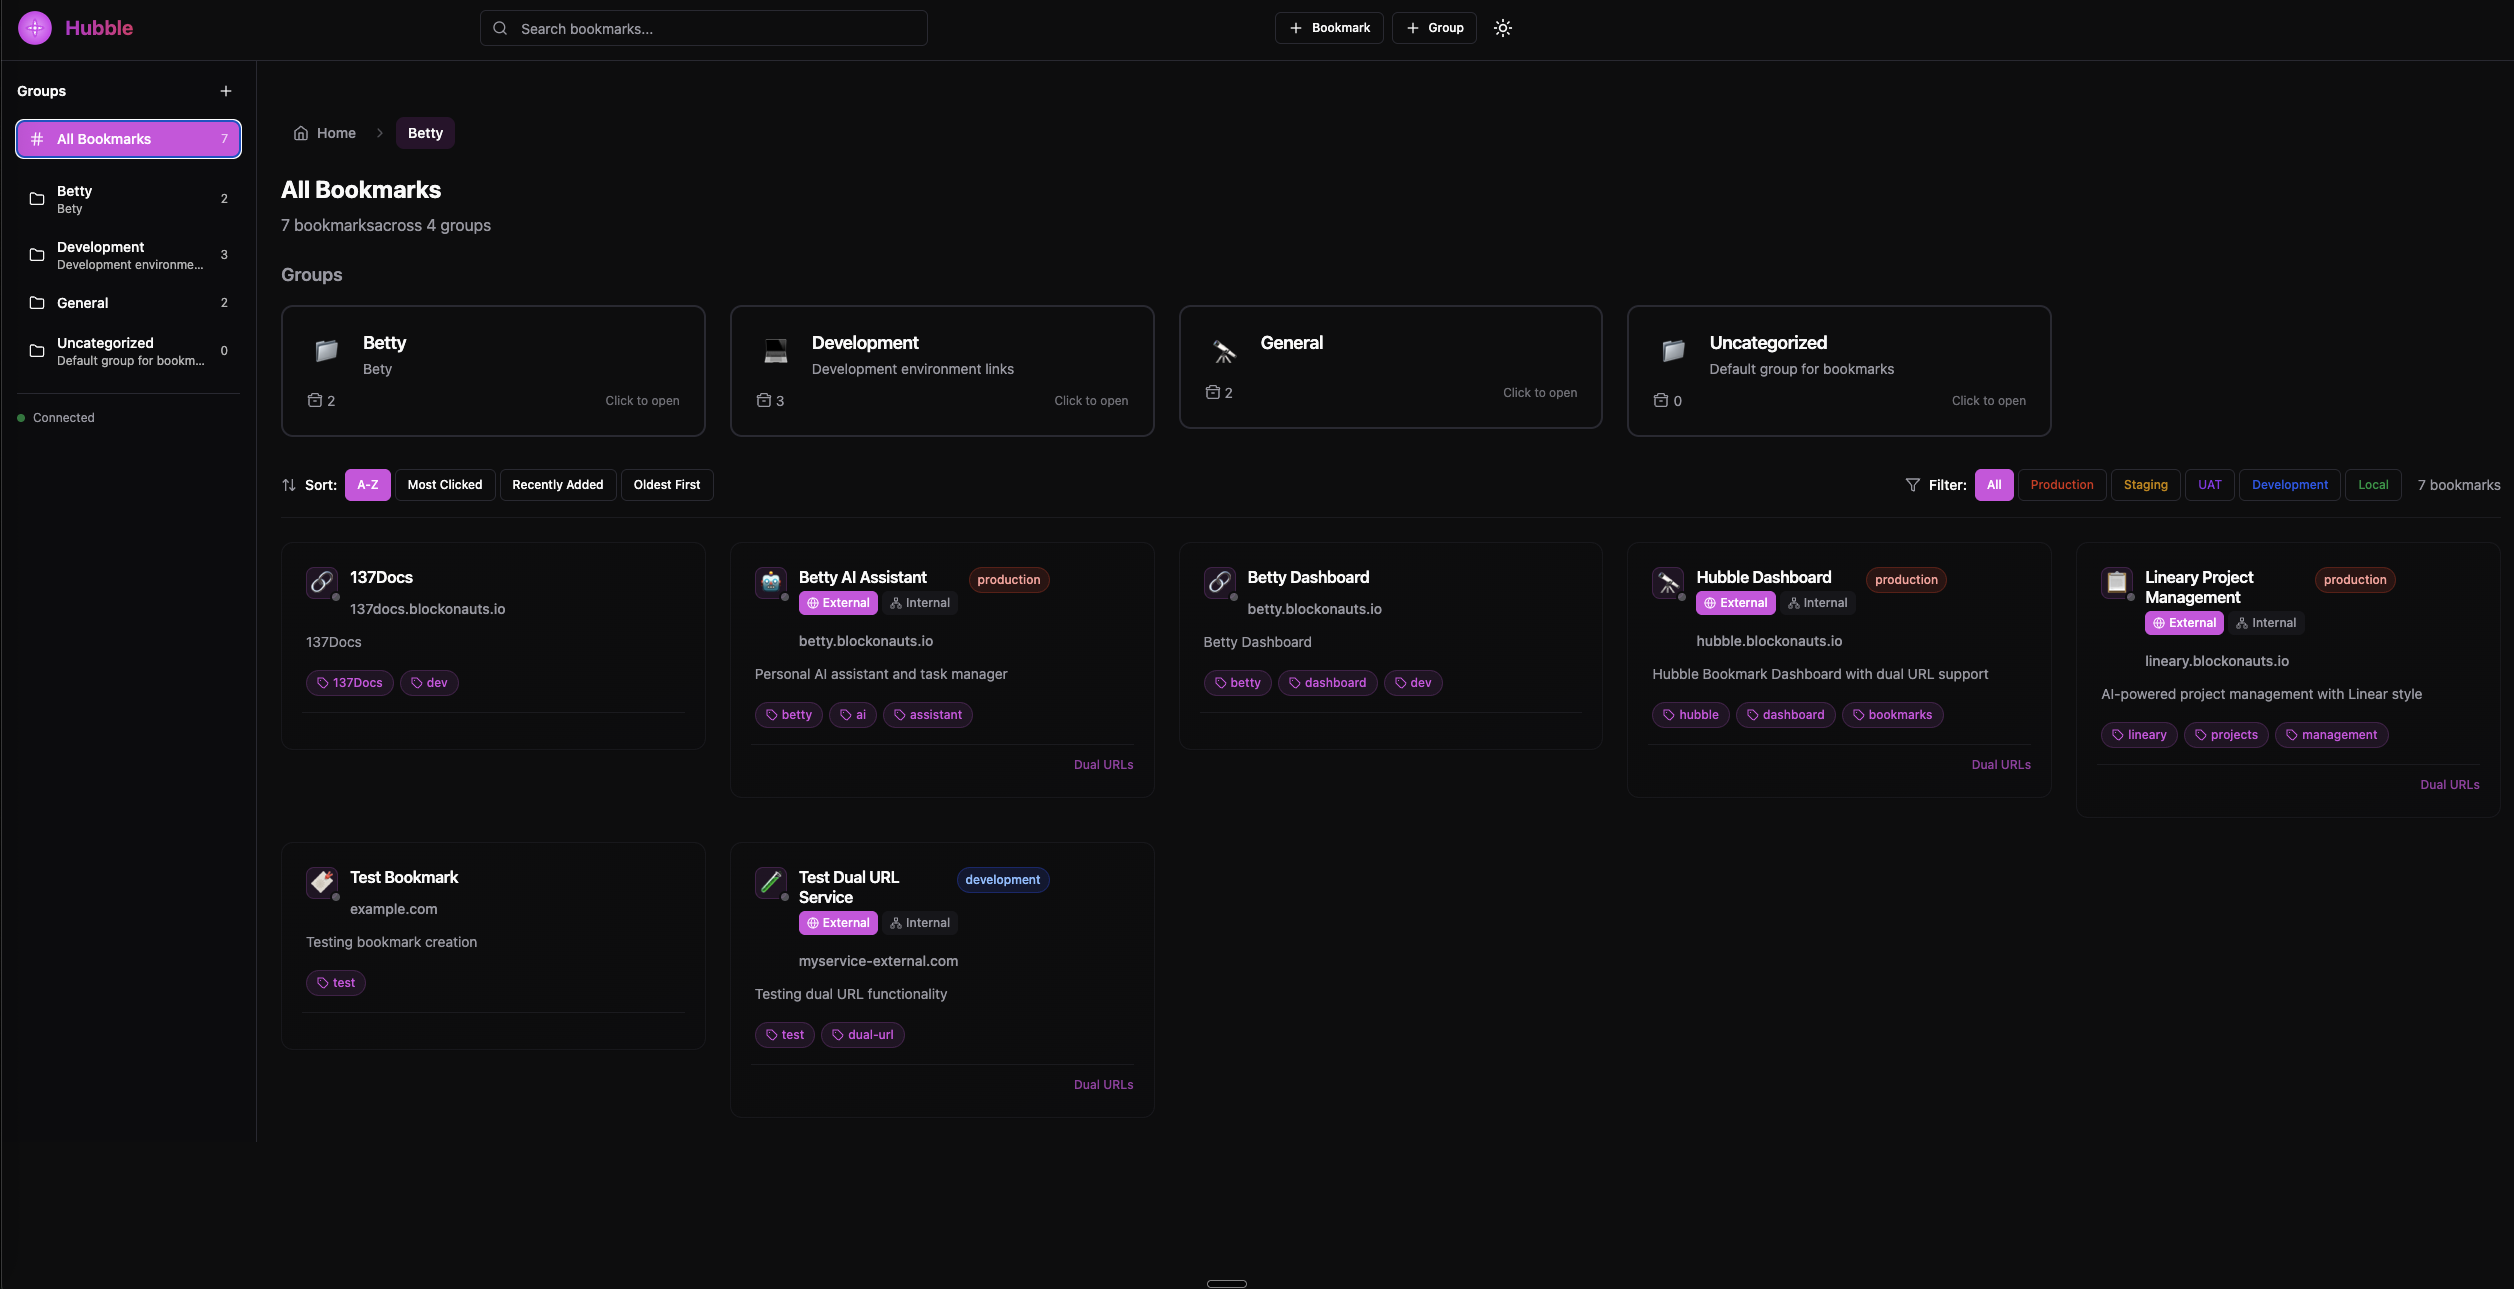 Hubble
Search bookmarks...
Bookmark
Group
Groups
All Bookmarks 7
Betty 2
Bety
Development 3
Development environme...
General 2
Uncategorized 0
Default group for bookm...
Connected
Home > Betty
All Bookmarks
7 bookmarksacross 4 groups
Groups
Betty
Bety
2 Click to open
Development
Development environment links
3 Click to open
General
2 Click to open
Uncategorized
Default group for bookmarks
0 Click to open
Sort: A-Z Most Clicked Recently Added Oldest First
Filter: All Production Staging UAT Development Local 7 bookmarks
137Docs
137docs.blockonauts.io
137Docs
137Docs dev
Betty AI Assistant production
External Internal
betty.blockonauts.io
Personal AI assistant and task manager
betty ai assistant
Dual URLs
Betty Dashboard
betty.blockonauts.io
Betty Dashboard
betty dashboard dev
Hubble Dashboard production
External Internal
hubble.blockonauts.io
Hubble Bookmark Dashboard with dual URL support
hubble dashboard bookmarks
Dual URLs
Lineary Project production
Management
External Internal
lineary.blockonauts.io
AI-powered project management with Linear style
lineary projects management
Dual URLs
Test Bookmark
example.com
Testing bookmark creation
test
Test Dual URL development
Service
External Internal
myservice-external.com
Testing dual URL functionality
test dual-url
Dual URLs